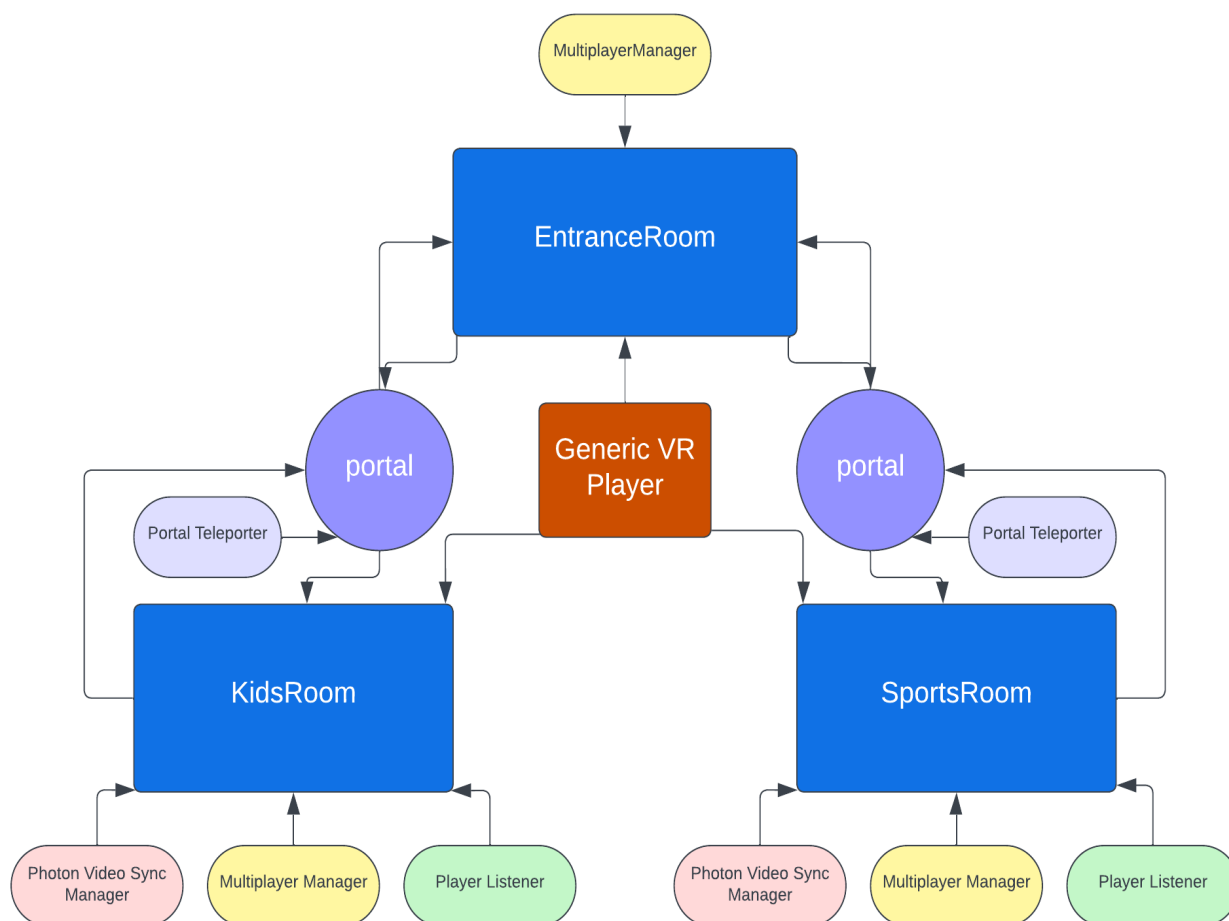 MultiplayerManager
EntranceRoom
Generic VR
Player
portal
portal
Portal Teleporter
Portal Teleporter
KidsRoom
SportsRoom
Photon Video Sync
Manager
Multiplayer Manager
Player Listener
Photon Video Sync
Manager
Multiplayer Manager
Player Listener